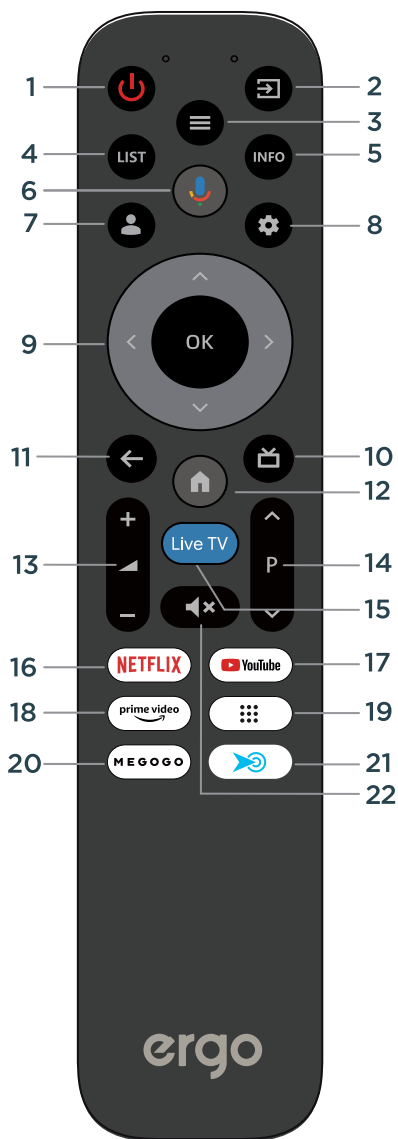 1
2
3
4
LIST
INFO
5
6
7
8
9
OK
11
10
12
+
Live TV
13
P
14
−
15
16
NETFLIX
YouTube
17
18
prime video
19
20
MEGOGO
21
22
ergo